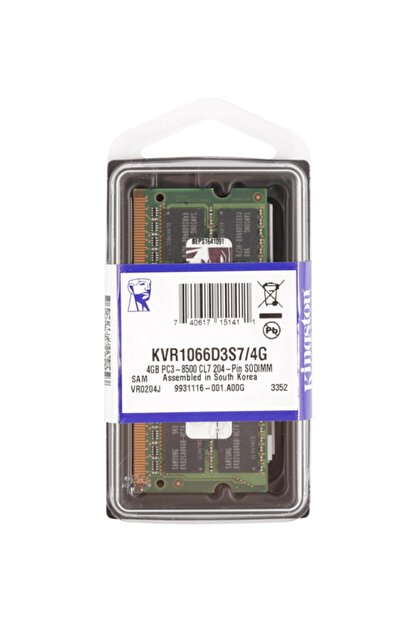 BEPS1641091
7 40617 15141 1
Pb
KVR1066D3S7/4G
4GB PC3-8500 CL7 204-Pin SODIMM
SAM Assembled in South Korea
VR0204J 9931116-001.A00G 3352
Kingston